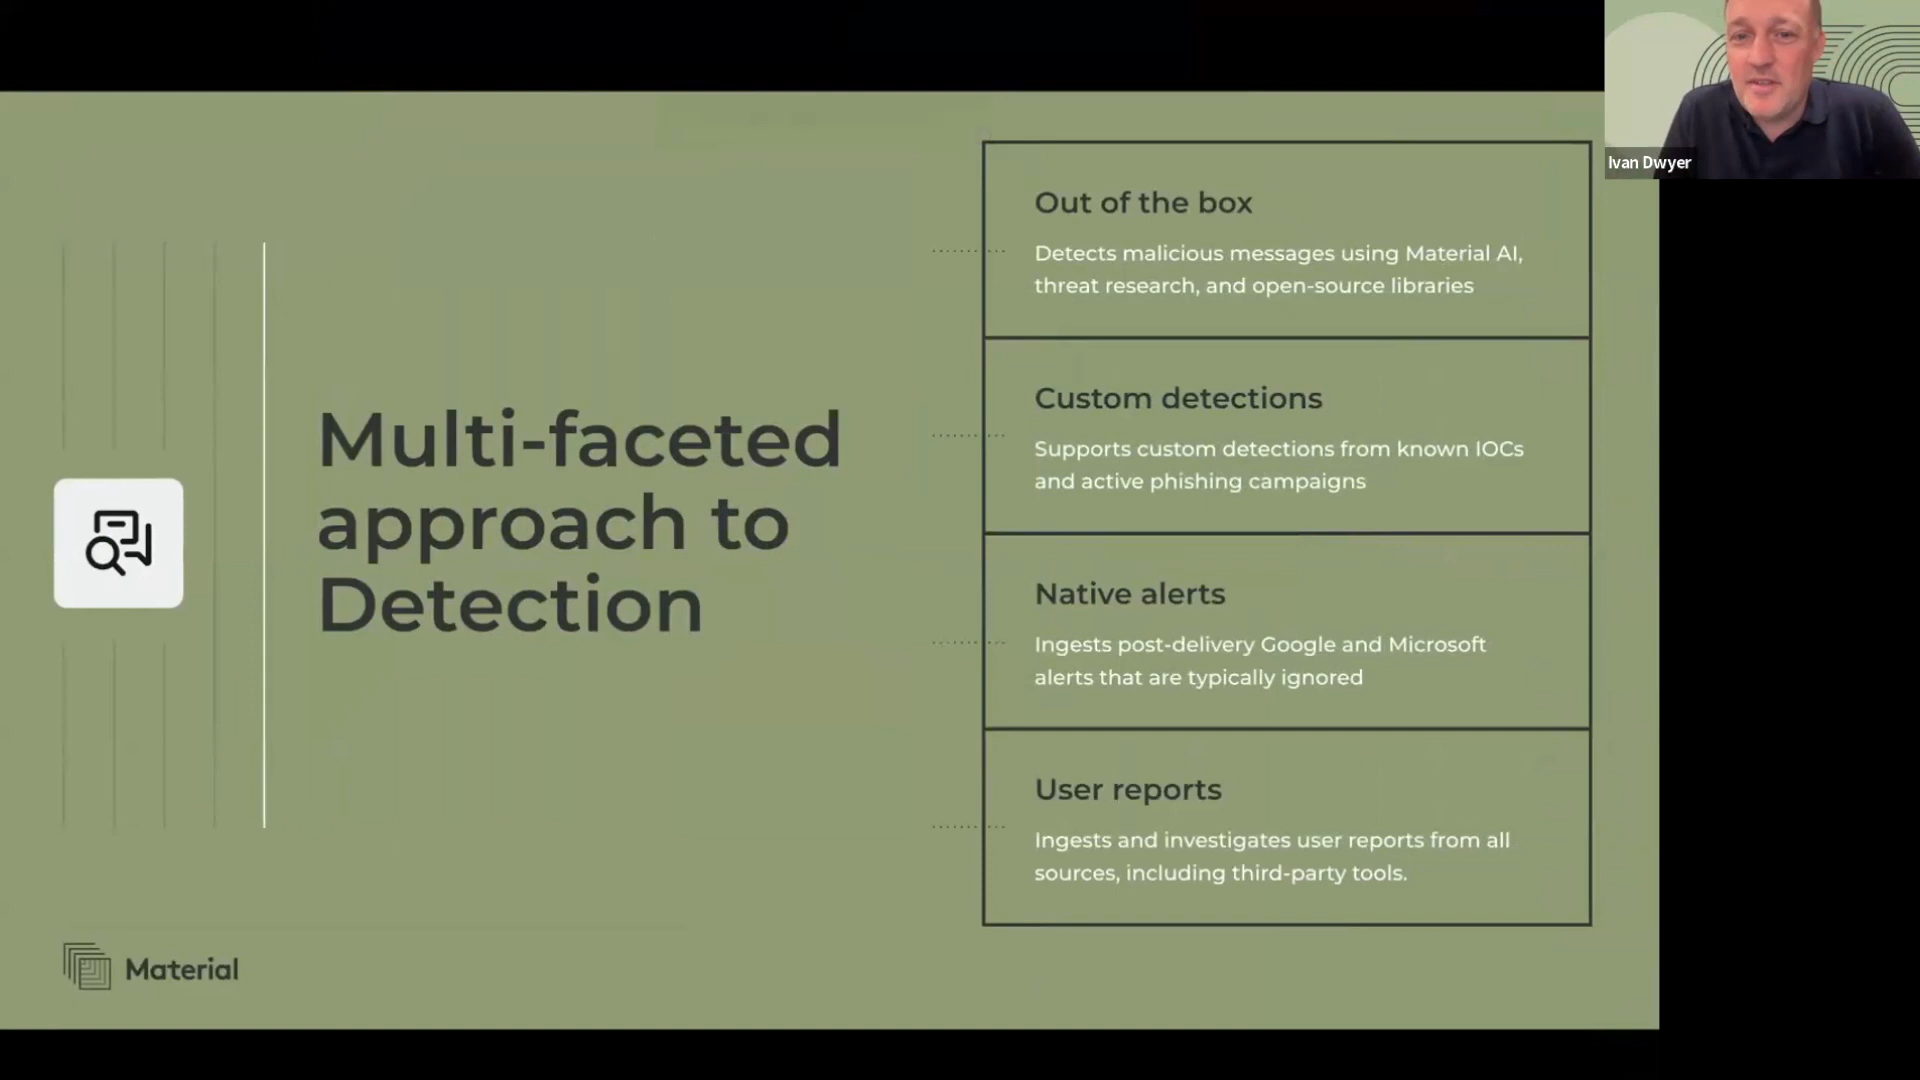 Ivan Dwyer
Multi-faceted
approach to
Detection
Out of the box
Detects malicious messages using Material AI,
threat research, and open-source libraries
Custom detections
Supports custom detections from known IOCs
and active phishing campaigns
Native alerts
Ingests post-delivery Google and Microsoft
alerts that are typically ignored
User reports
Ingests and investigates user reports from all
sources, including third-party tools.
Material